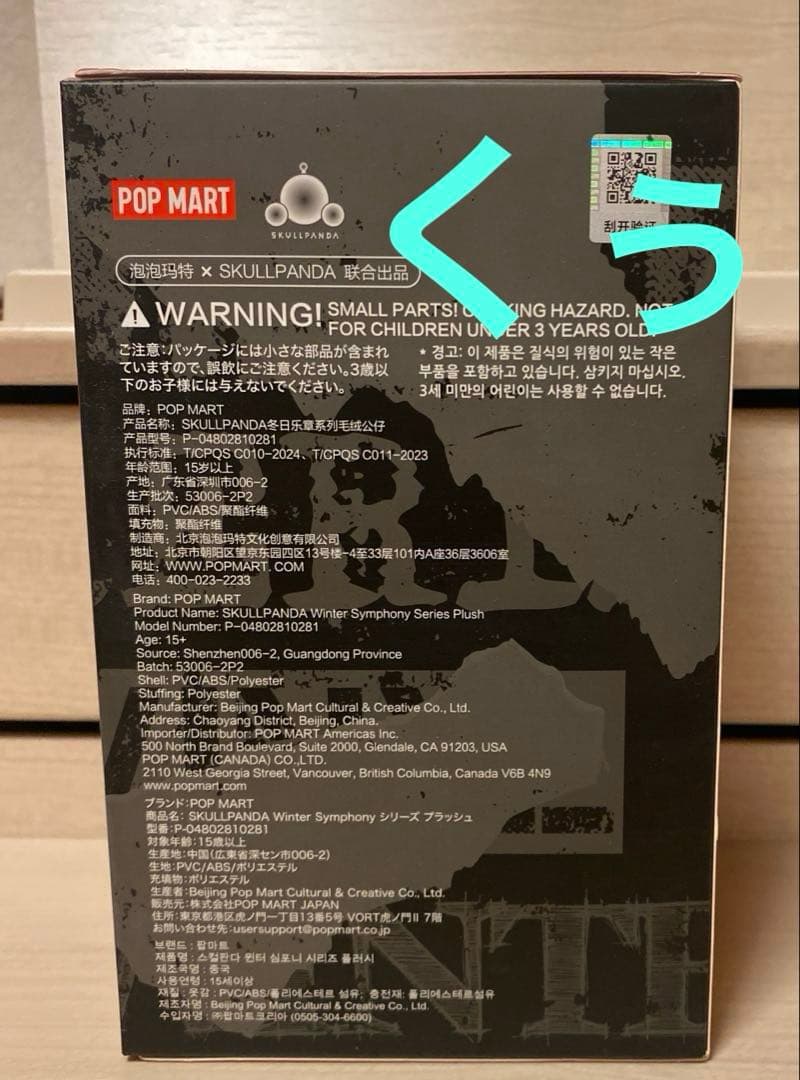 POP MART
SKULLPANDA
くぅ
刮开验证
泡泡玛特 × SKULLPANDA 联合出品
WARNING! SMALL PARTS! KING HAZARD. NOT
FOR CHILDREN UNDER 3 YEARS OLD.
ご注意:パッケージには小さな部品が含まれ
ていますので、誤飲にご注意ください。3歳以
下のお子様には与えないでください。
* 경고: 이 제품은 질식의 위험이 있는 작은
부품을 포함하고 있습니다. 삼키지 마십시오.
3세 미만의 어린이는 사용할 수 없습니다.
品牌：POP MART
产品名称：SKULLPANDA冬日乐章系列毛绒公仔
产品型号：P-04802810281
执行标准：T/CPQS C010-2024、T/CPQS C011-2023
年龄范围：15岁以上
产地：广东省深圳市006-2
生产批次：53006-2P2
面料：PVC/ABS/聚酯纤维
填充物：聚酯纤维
制造商：北京泡泡玛特文化创意有限公司
地址：北京市朝阳区望京东园四区13号楼-4至33层101内A座36层3606室
网址：WWW.POPMART.COM
电话：400-023-2233
Brand: POP MART
Product Name: SKULLPANDA Winter Symphony Series Plush
Model Number: P-04802810281
Age: 15+
Source: Shenzhen006-2, Guangdong Province
Batch: 53006-2P2
Shell: PVC/ABS/Polyester
Stuffing: Polyester
Manufacturer: Beijing Pop Mart Cultural & Creative Co., Ltd.
Address: Chaoyang District, Beijing, China.
Importer/Distributor: POP MART Americas Inc.
500 North Brand Boulevard, Suite 2000, Glendale, CA 91203, USA
POP MART (CANADA) CO.,LTD.
2110 West Georgia Street, Vancouver, British Columbia, Canada V6B 4N9
www.popmart.com
ブランド:POP MART
商品名： SKULLPANDA Winter Symphony シリーズ プラッシュ
型番:P-04802810281
対象年齢:15歳以上
生産地:中国(広東省深セン市006-2)
生地:PVC/ABS/ポリエステル
充填物:ポリエステル
生産者:Beijing Pop Mart Cultural & Creative Co., Ltd.
販売元:株式会社POP MART JAPAN
住所:東京都港区虎ノ門一丁目13番5号 VORT虎ノ門II 7階
お問い合わせ先:usersupport@popmart.co.jp
브랜드 : 팝마트
제품명 : 스컬판다 윈터 심포니 시리즈 플러시
제조국명 : 중국
사용연령 : 15세이상
재질 : 옷감 : PVC/ABS/폴리에스테르 섬유; 충전재: 폴리에스테르섬유
제조자명 : Beijing Pop Mart Cultural & Creative Co., Ltd.
수입자명 : ㈜팝마트코리아 (0505-304-6600)